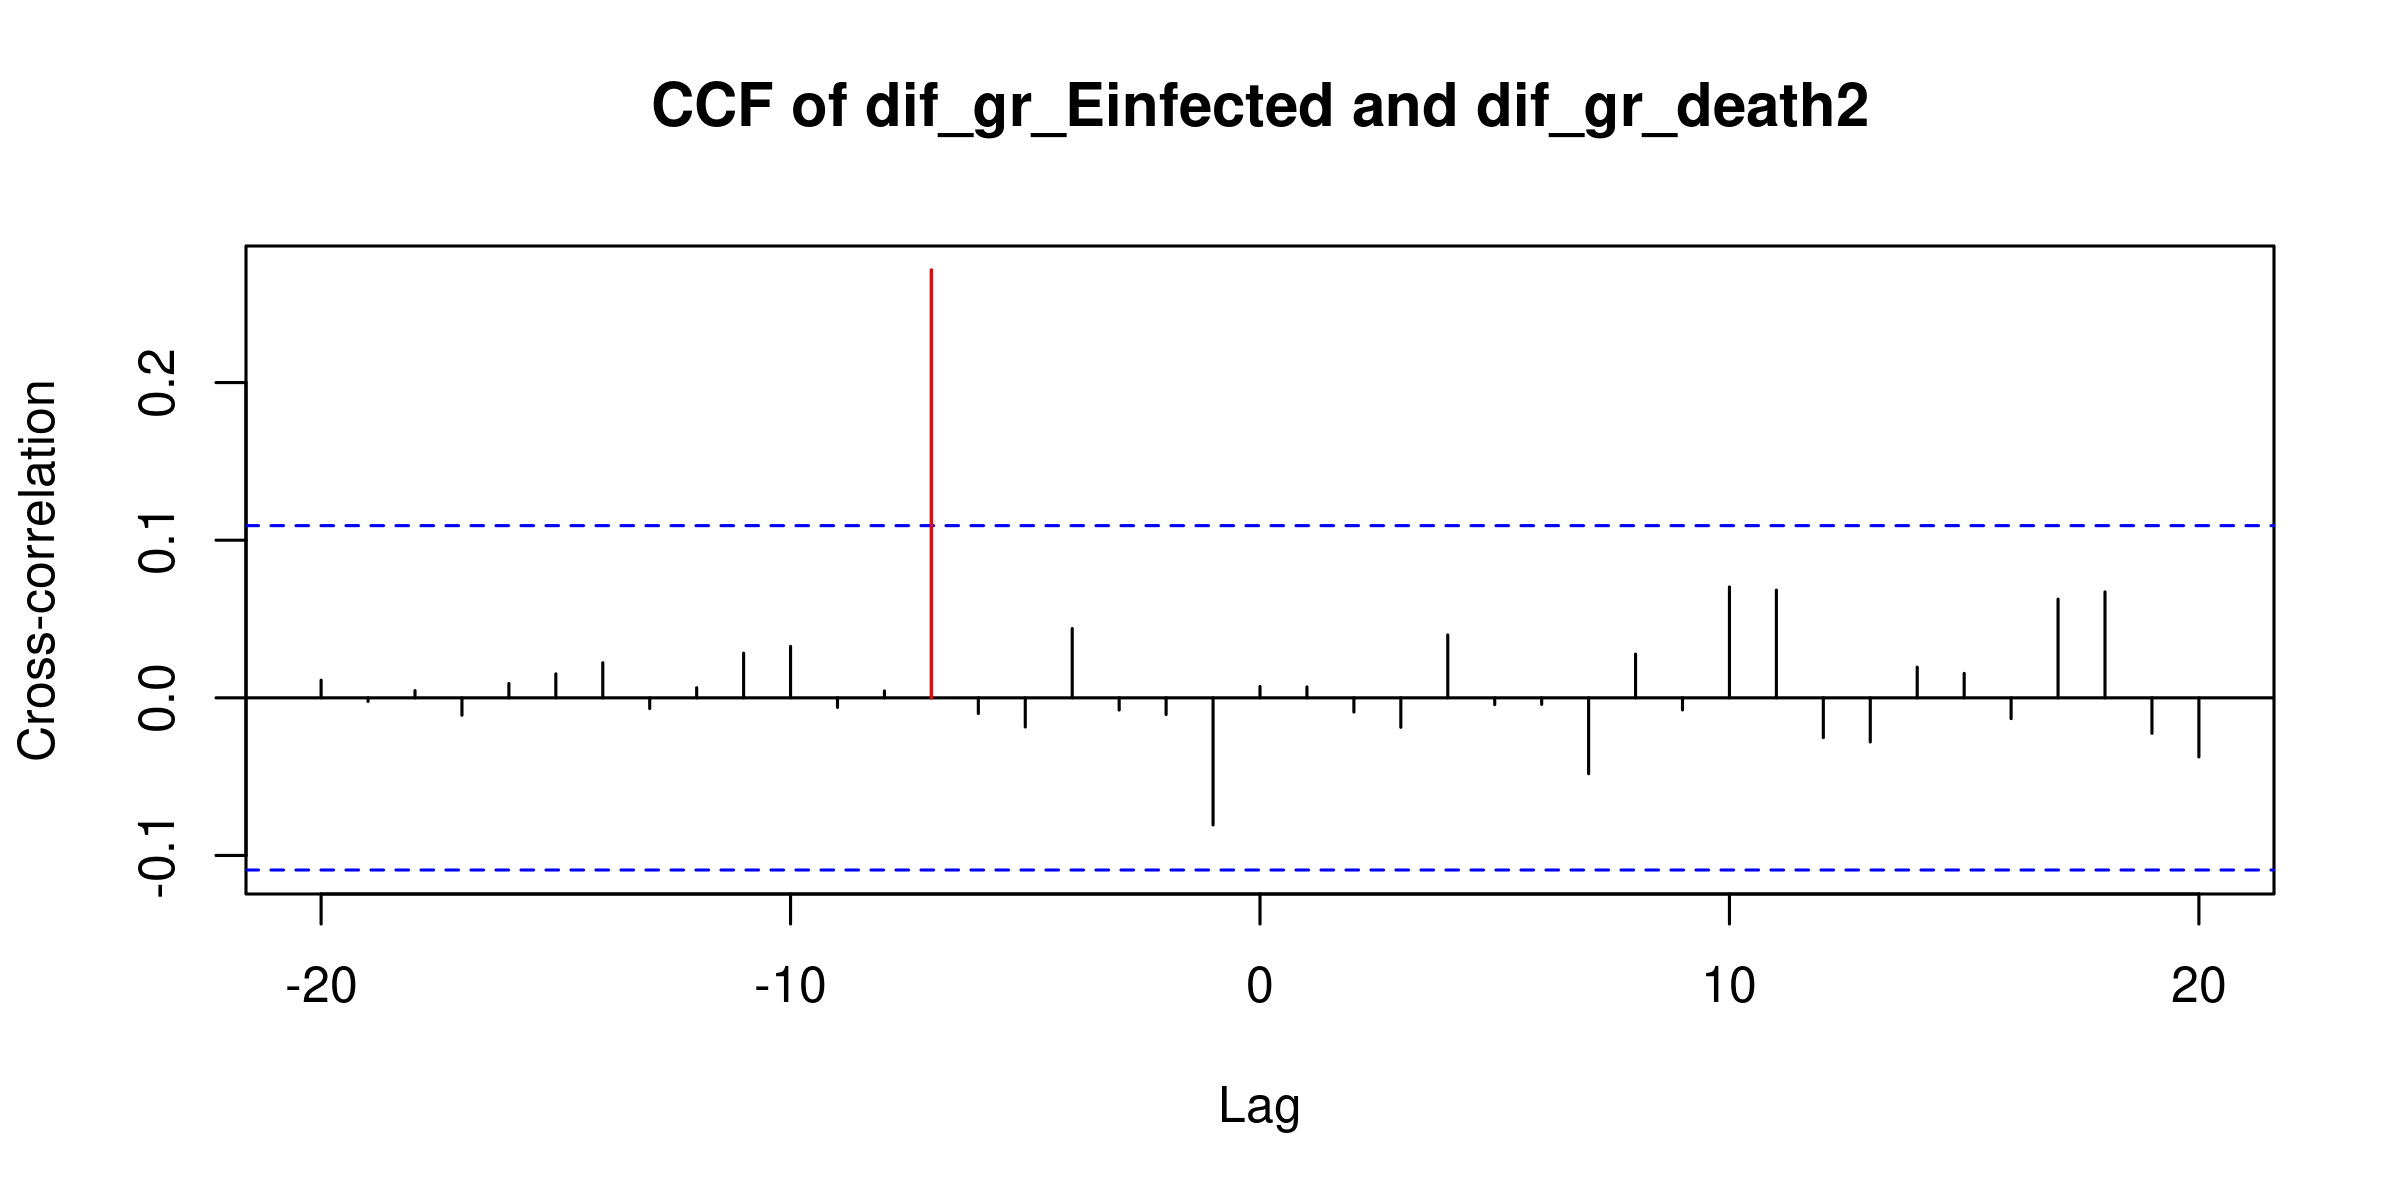 CCF of dif_gr_Einfected and dif_gr_death2
Cross-correlation
0.2
0.1
0.0
-0.1
-20 -10 0 10 20
Lag